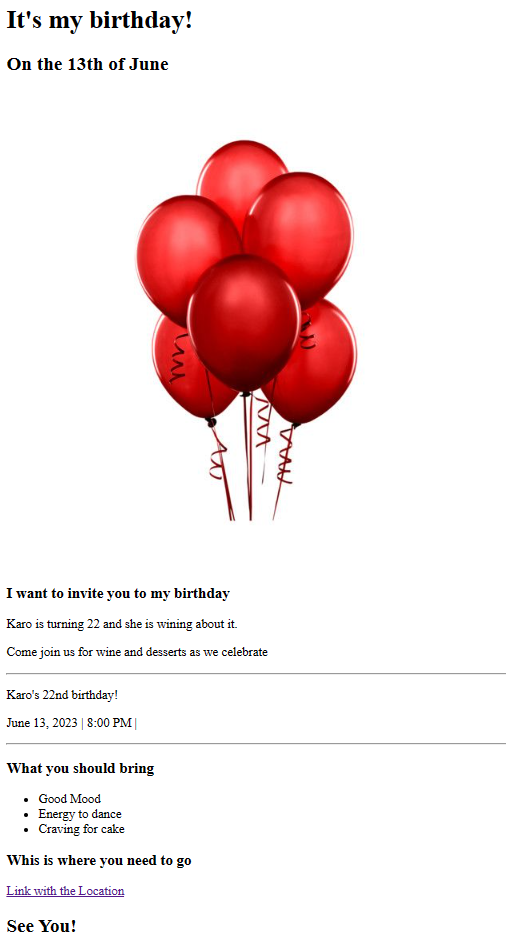 It's my birthday!
On the 13th of June
I want to invite you to my birthday
Karo is turning 22 and she is wining about it.
Come join us for wine and desserts as we celebrate
Karo's 22nd birthday!
June 13, 2023 | 8:00 PM |
What you should bring
Good Mood
Energy to dance
Craving for cake
Whis is where you need to go
Link with the Location
See You!